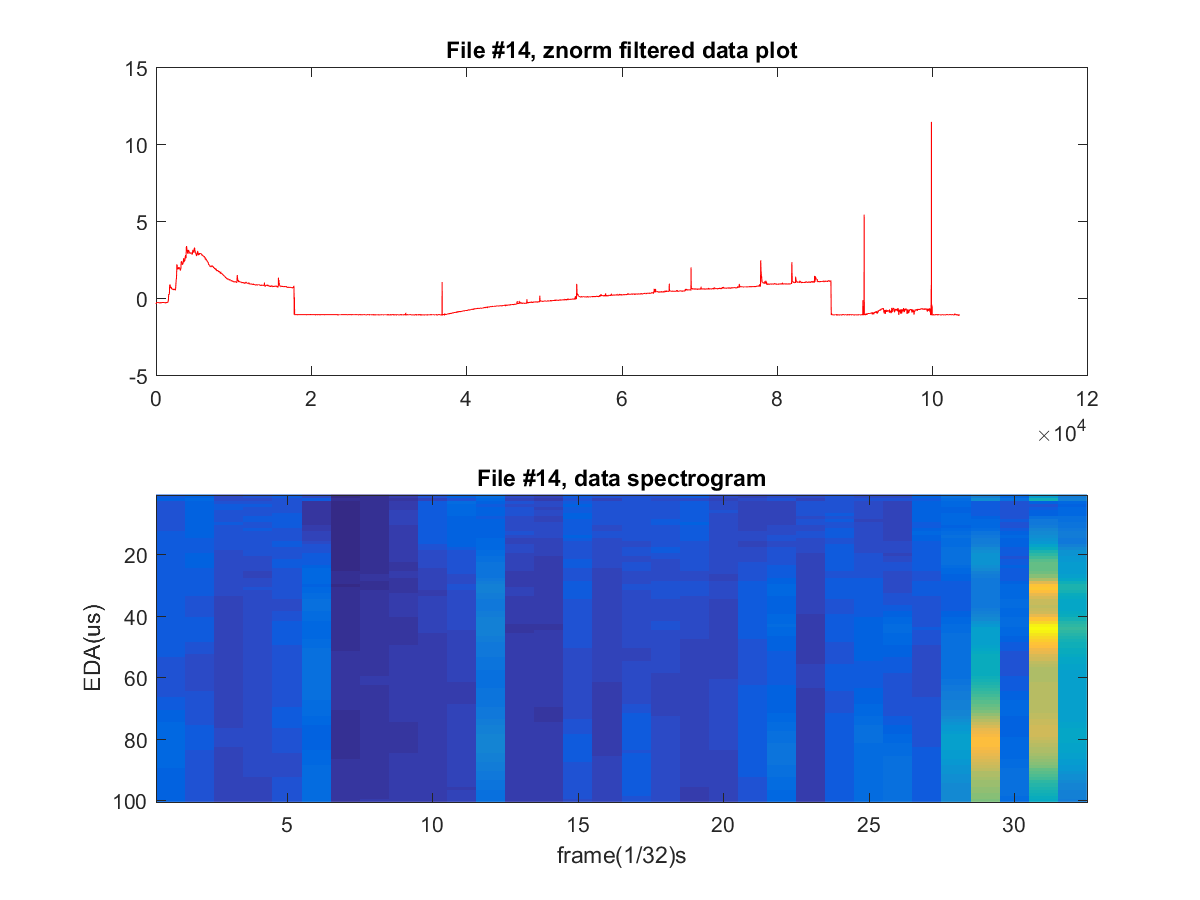 File #14, znorm filtered data plot
15
10
5
0
-5
0 2 4 6 8 10 12
×10^4
File #14, data spectrogram
20
40
60
80
100
EDA(us)
5 10 15 20 25 30
frame(1/32)s